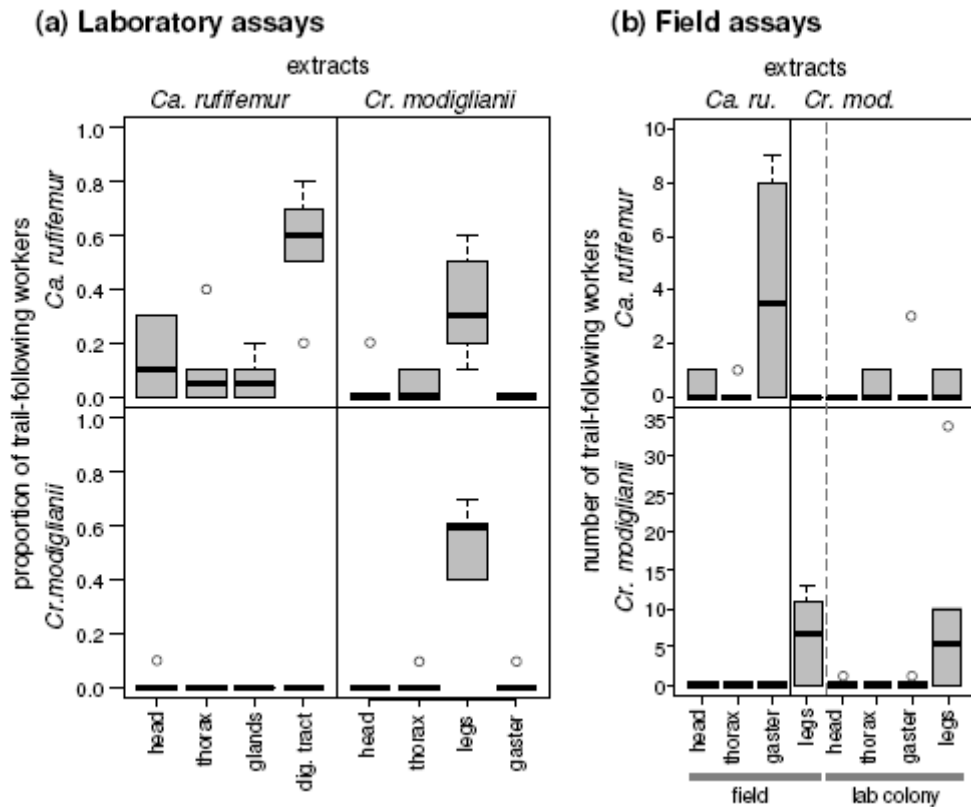 (a) Laboratory assays
extracts
Ca. rufifemur Cr. modiglianii
proportion of trail-following workers
Ca. rufifemur
1.0
0.8
0.6
0.4
0.2
0.0
Cr.modiglianii
1.0
0.8
0.6
0.4
0.2
0.0
head thorax glands dig. tract head thorax legs gaster
(b) Field assays
extracts
Ca. ru. Cr. mod.
number of trail-following workers
Ca. rufifemur
10
8
6
4
2
0
Cr. modiglianii
35
30
25
20
15
10
5
0
head thorax gaster legs head thorax gaster legs
field lab colony